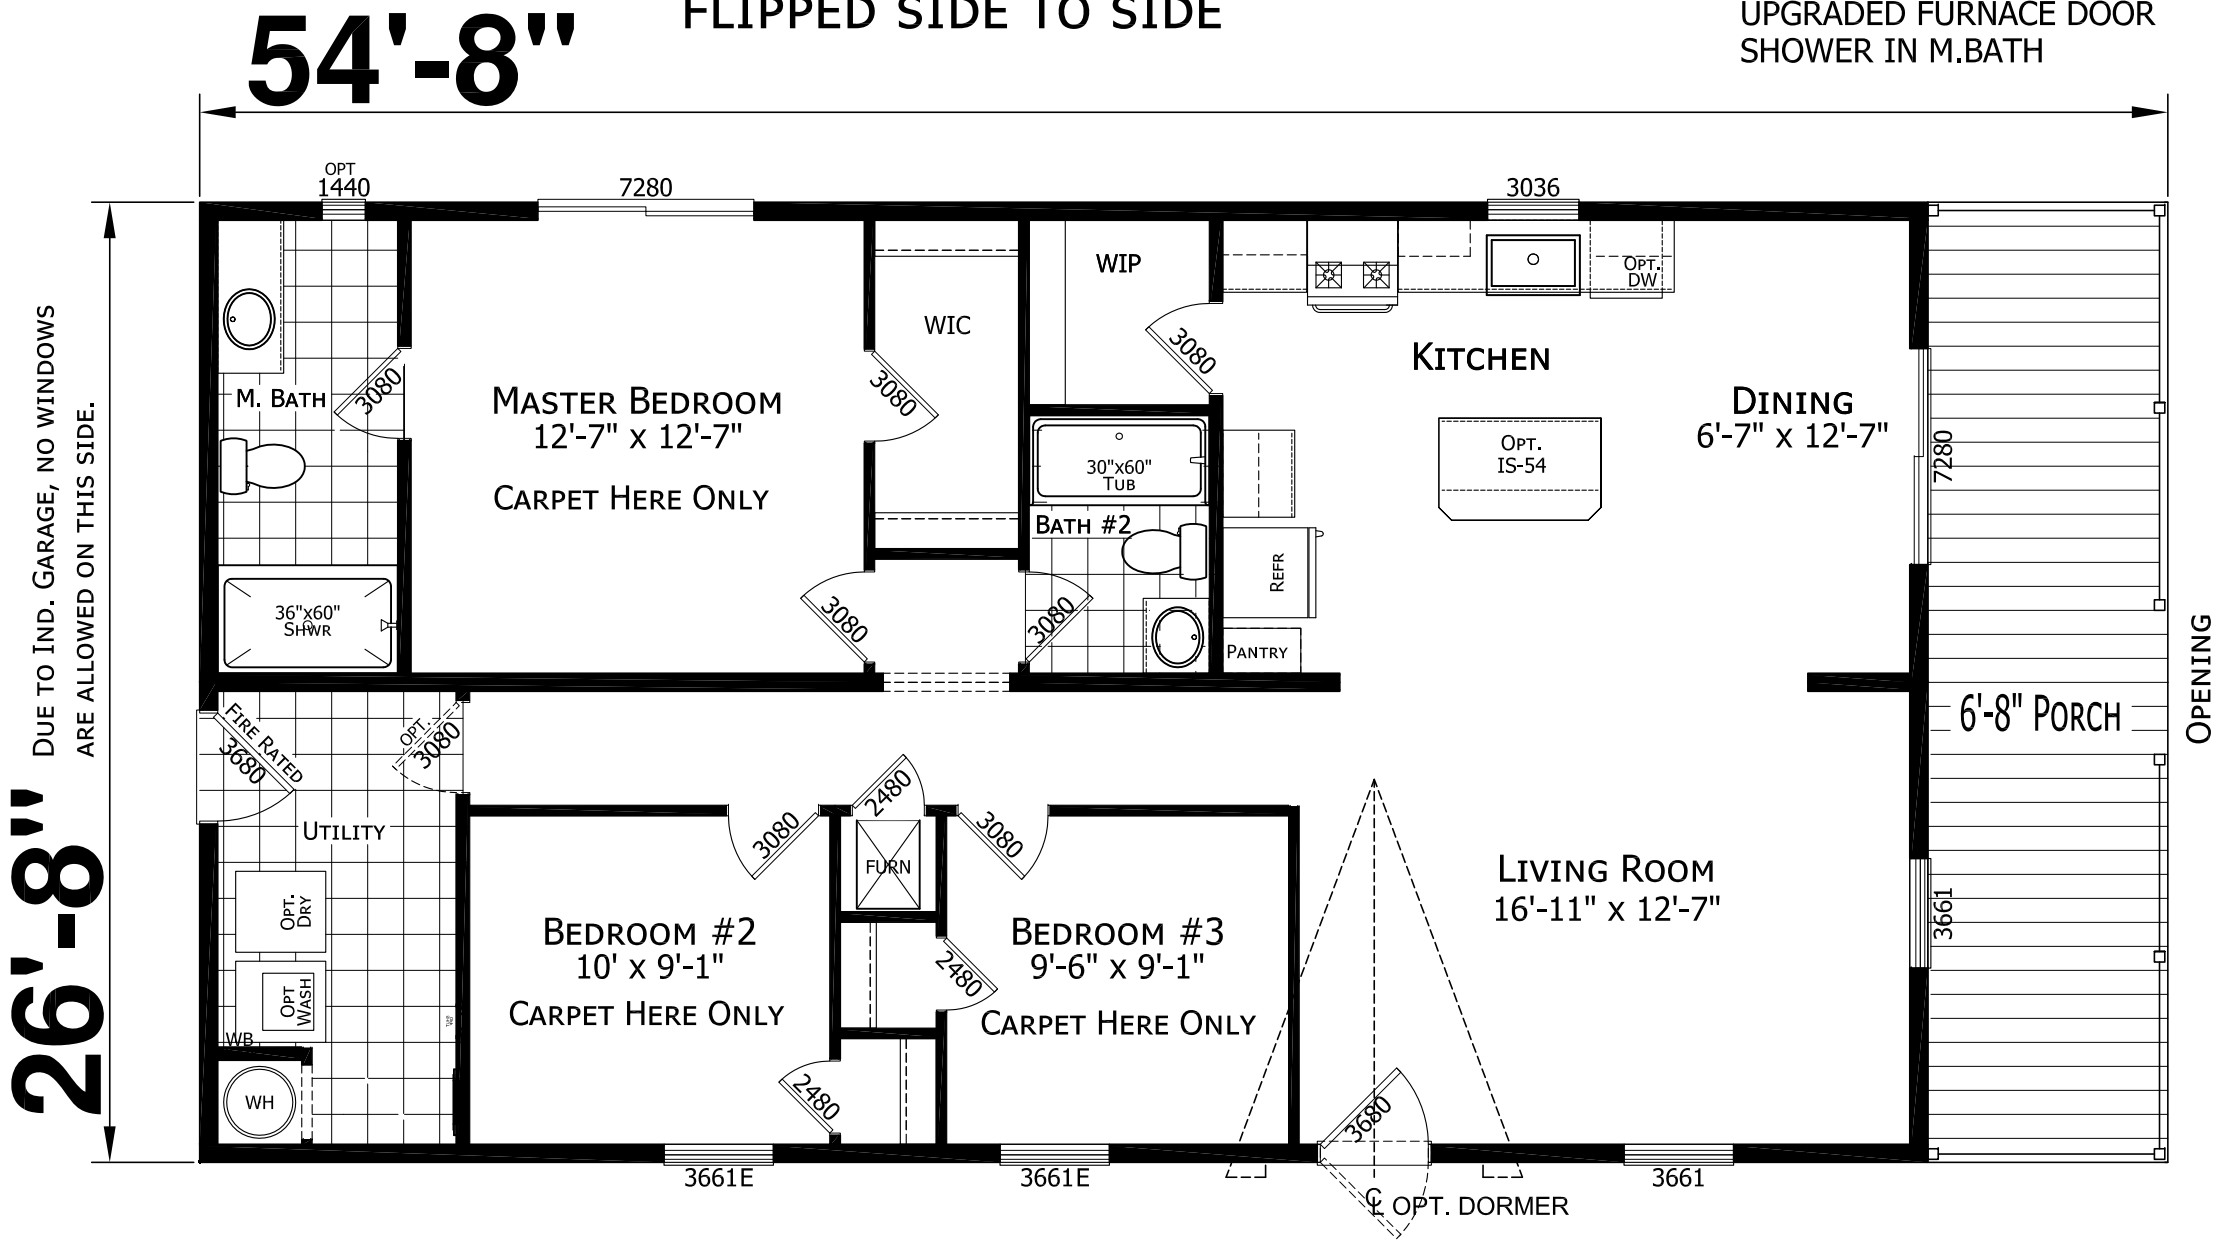 FLIPPED SIDE TO SIDE
UPGRADED FURNACE DOOR
SHOWER IN M.BATH
54'-8"
OPT
1440
7280
3036
WIP
WIC
OPT.
DW
3080
KITCHEN
M. BATH
3080
MASTER BEDROOM
12'-7" X 12'-7"
CARPET HERE ONLY
3080
DINING
6'-7" X 12'-7"
7280
OPT.
IS-54
30"x60"
TUB
BATH #2
REFR
PANTRY
36"x60"
SHWR
3080
3080
DUE TO IND. GARAGE, NO WINDOWS
ARE ALLOWED ON THIS SIDE.
26'-8"
OPENING
6'-8" PORCH
FIRE RATED
3680
OPT.
3080
UTILITY
2480
3080
3080
FURN
LIVING ROOM
16'-11" X 12'-7"
3661
OPT.
DRY
BEDROOM #2
10' X 9'-1"
CARPET HERE ONLY
BEDROOM #3
9'-6" X 9'-1"
CARPET HERE ONLY
2480
OPT
WASH
WB
WH
2480
3680
3661E
3661E
3661
CL OPT. DORMER